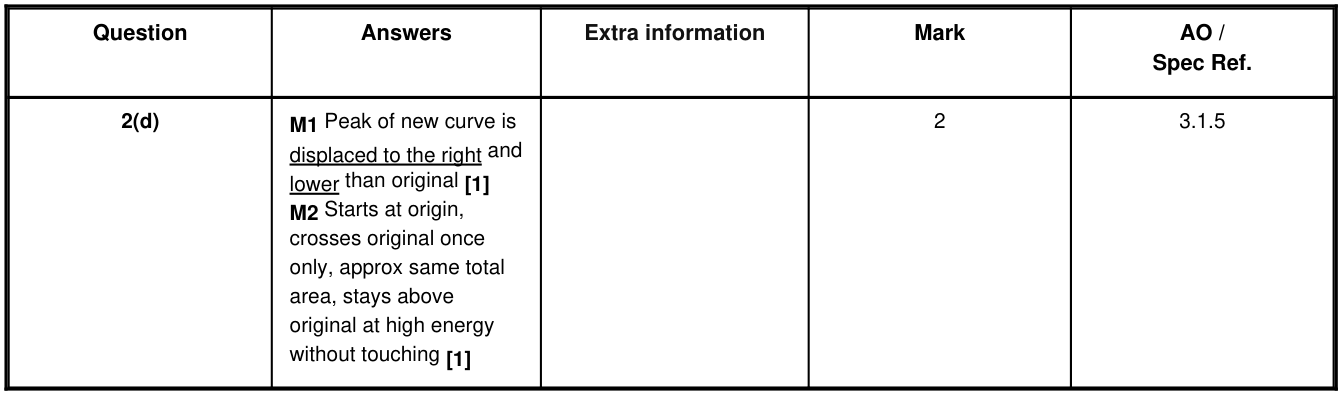 Question Answers Extra information Mark AO /
Spec Ref.
2(d) M1 Peak of new curve is 2 3.1.5
displaced to the right and
lower than original [1]
M2 Starts at origin,
crosses original once
only, approx same total
area, stays above
original at high energy
without touching [1]